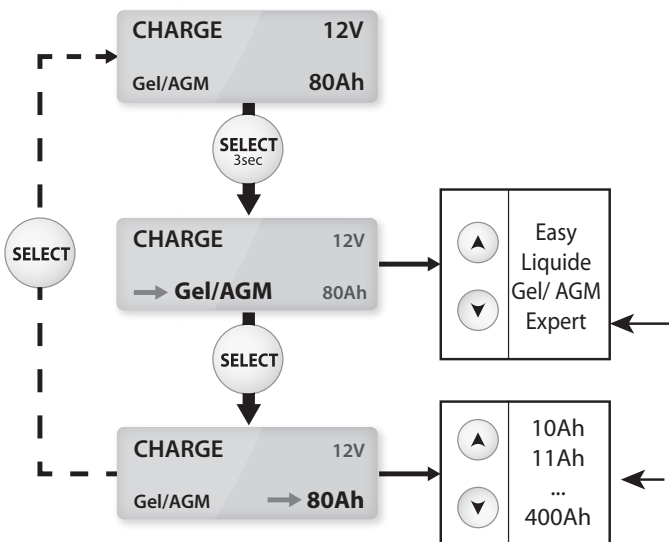 CHARGE 12V
Gel/AGM 80Ah
SELECT
3sec
SELECT
CHARGE 12V
Gel/AGM 80Ah
Easy
Liquide
Gel/ AGM
Expert
SELECT
CHARGE 12V
Gel/AGM 80Ah
10Ah
11Ah
...
400Ah